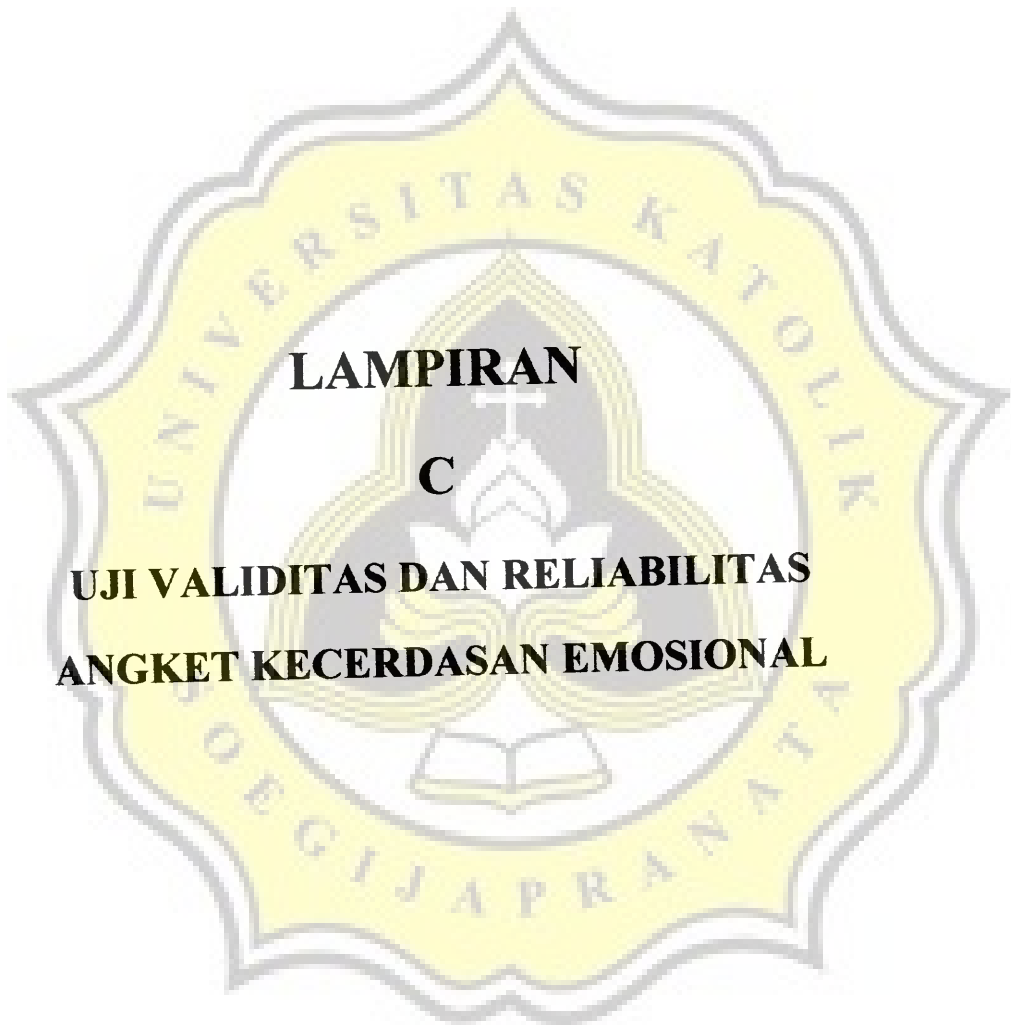 UNIVERSITAS KATOLIK
LAMPIRAN
C
UJI VALIDITAS DAN RELIABILITAS
ANGKET KECERDASAN EMOSIONAL
SOEGIJAPRANATA